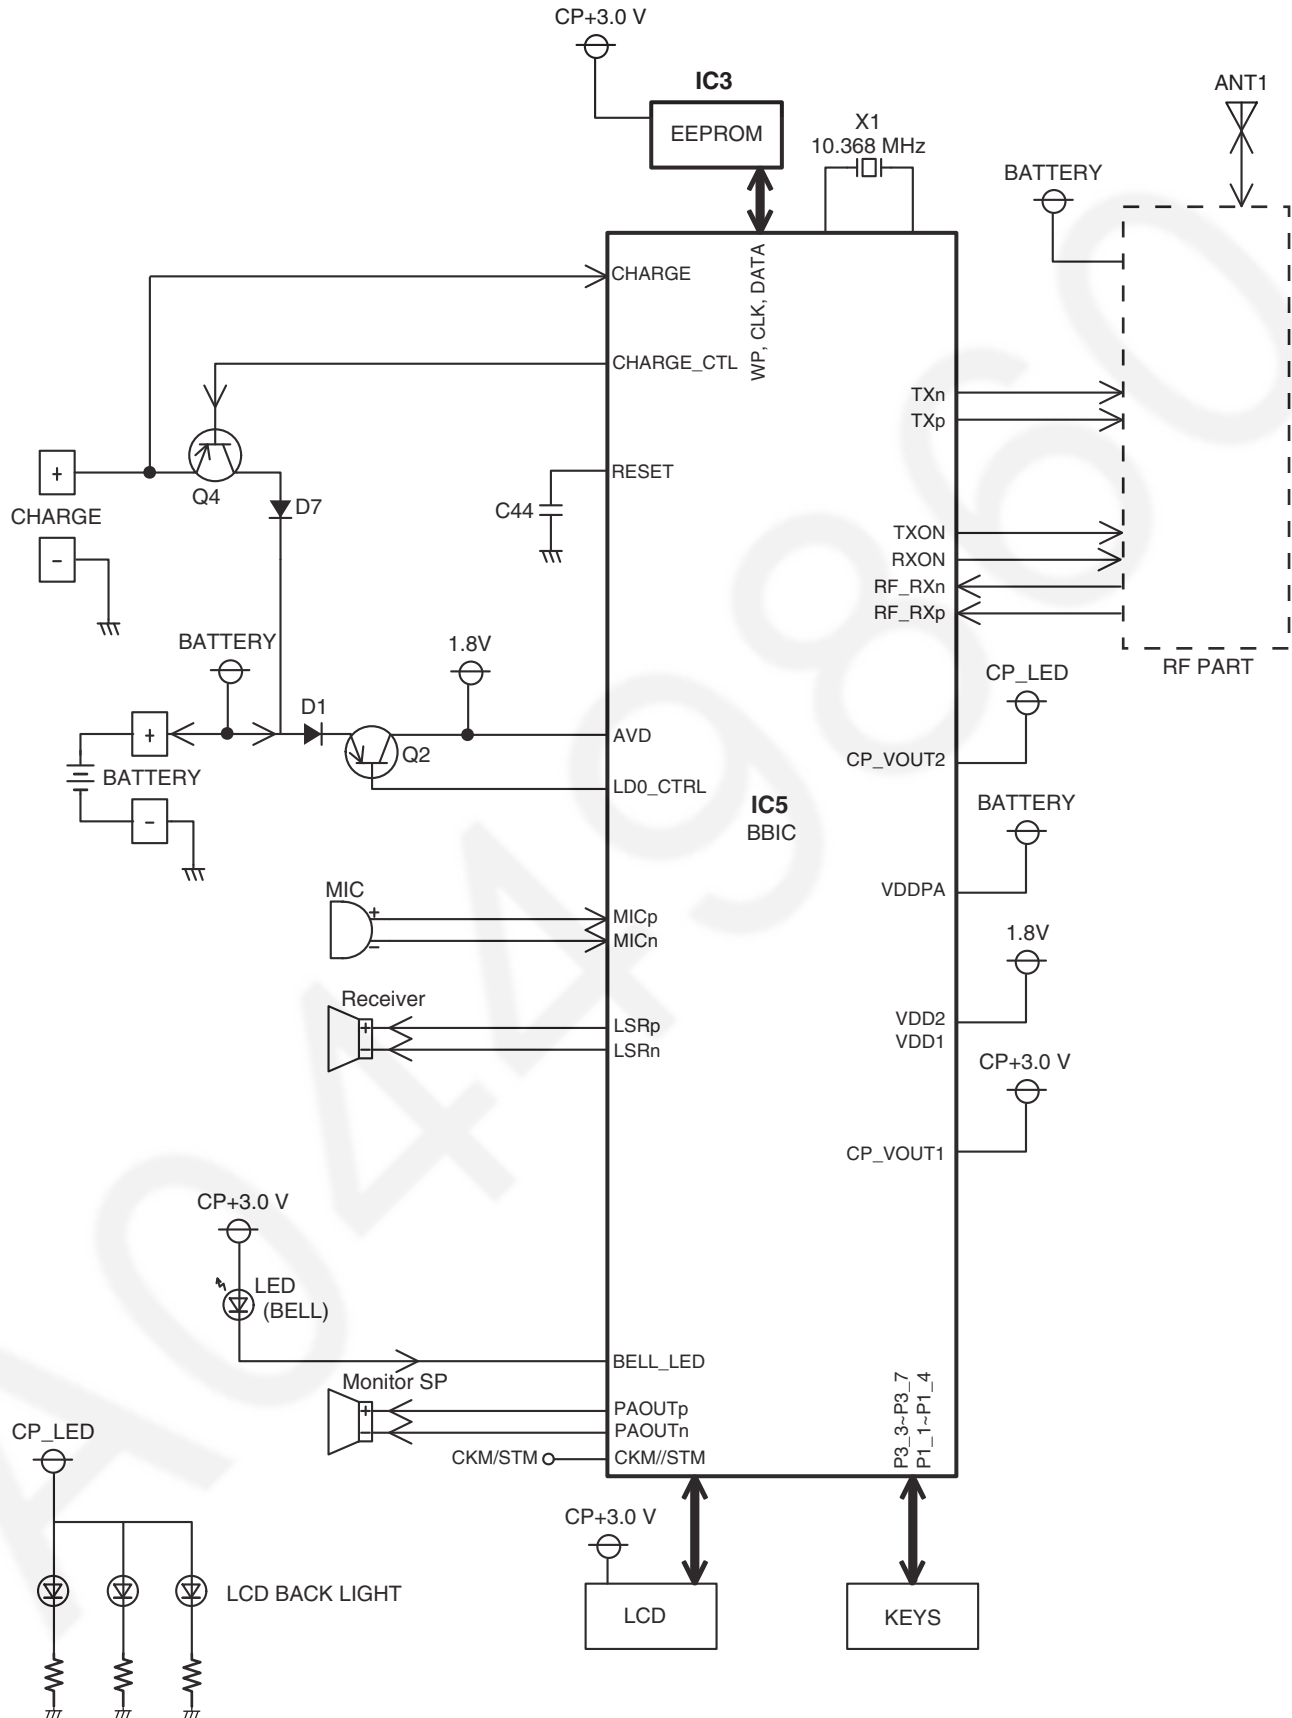 CP+3.0 V
IC3
EEPROM
X1
10.368 MHz
ANT1
BATTERY
CHARGE
WP, CLK, DATA
CHARGE_CTL
TXn
TXp
+
Q4
RESET
D7
C44
CHARGE
-
TXON
RXON
RF_RXn
RF_RXp
RF PART
BATTERY
1.8V
CP_LED
D1
+
AVD
Q2
CP_VOUT2
BATTERY
LD0_CTRL
IC5
BBIC
-
BATTERY
VDDPA
MIC
+
MICp
-
MICn
1.8V
Receiver
+
LSRp
-
LSRn
VDD2
VDD1
CP+3.0 V
CP_VOUT1
CP+3.0 V
LED
(BELL)
BELL_LED
Monitor SP
+
PAOUTp
-
PAOUTn
CKM/STM
CKM//STM
P3_3~P3_7
P1_1~P1_4
CP_LED
CP+3.0 V
LCD BACK LIGHT
LCD
KEYS
A0449860